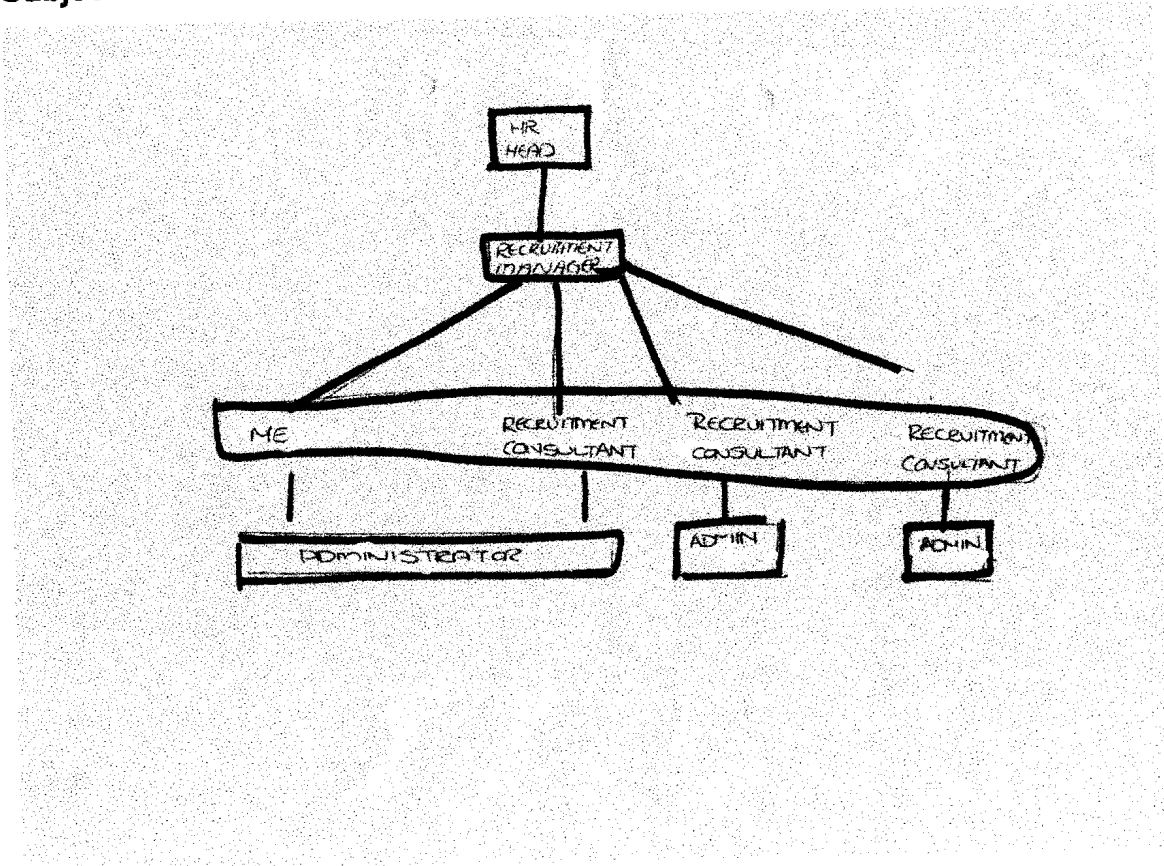 HR
HEAD
RECRUITMENT
MANAGER
ME
RECRUITMENT
CONSULTANT
RECRUITMENT
CONSULTANT
RECRUITMENT
CONSULTANT
ADMINISTRATOR
ADMIN
ADMIN